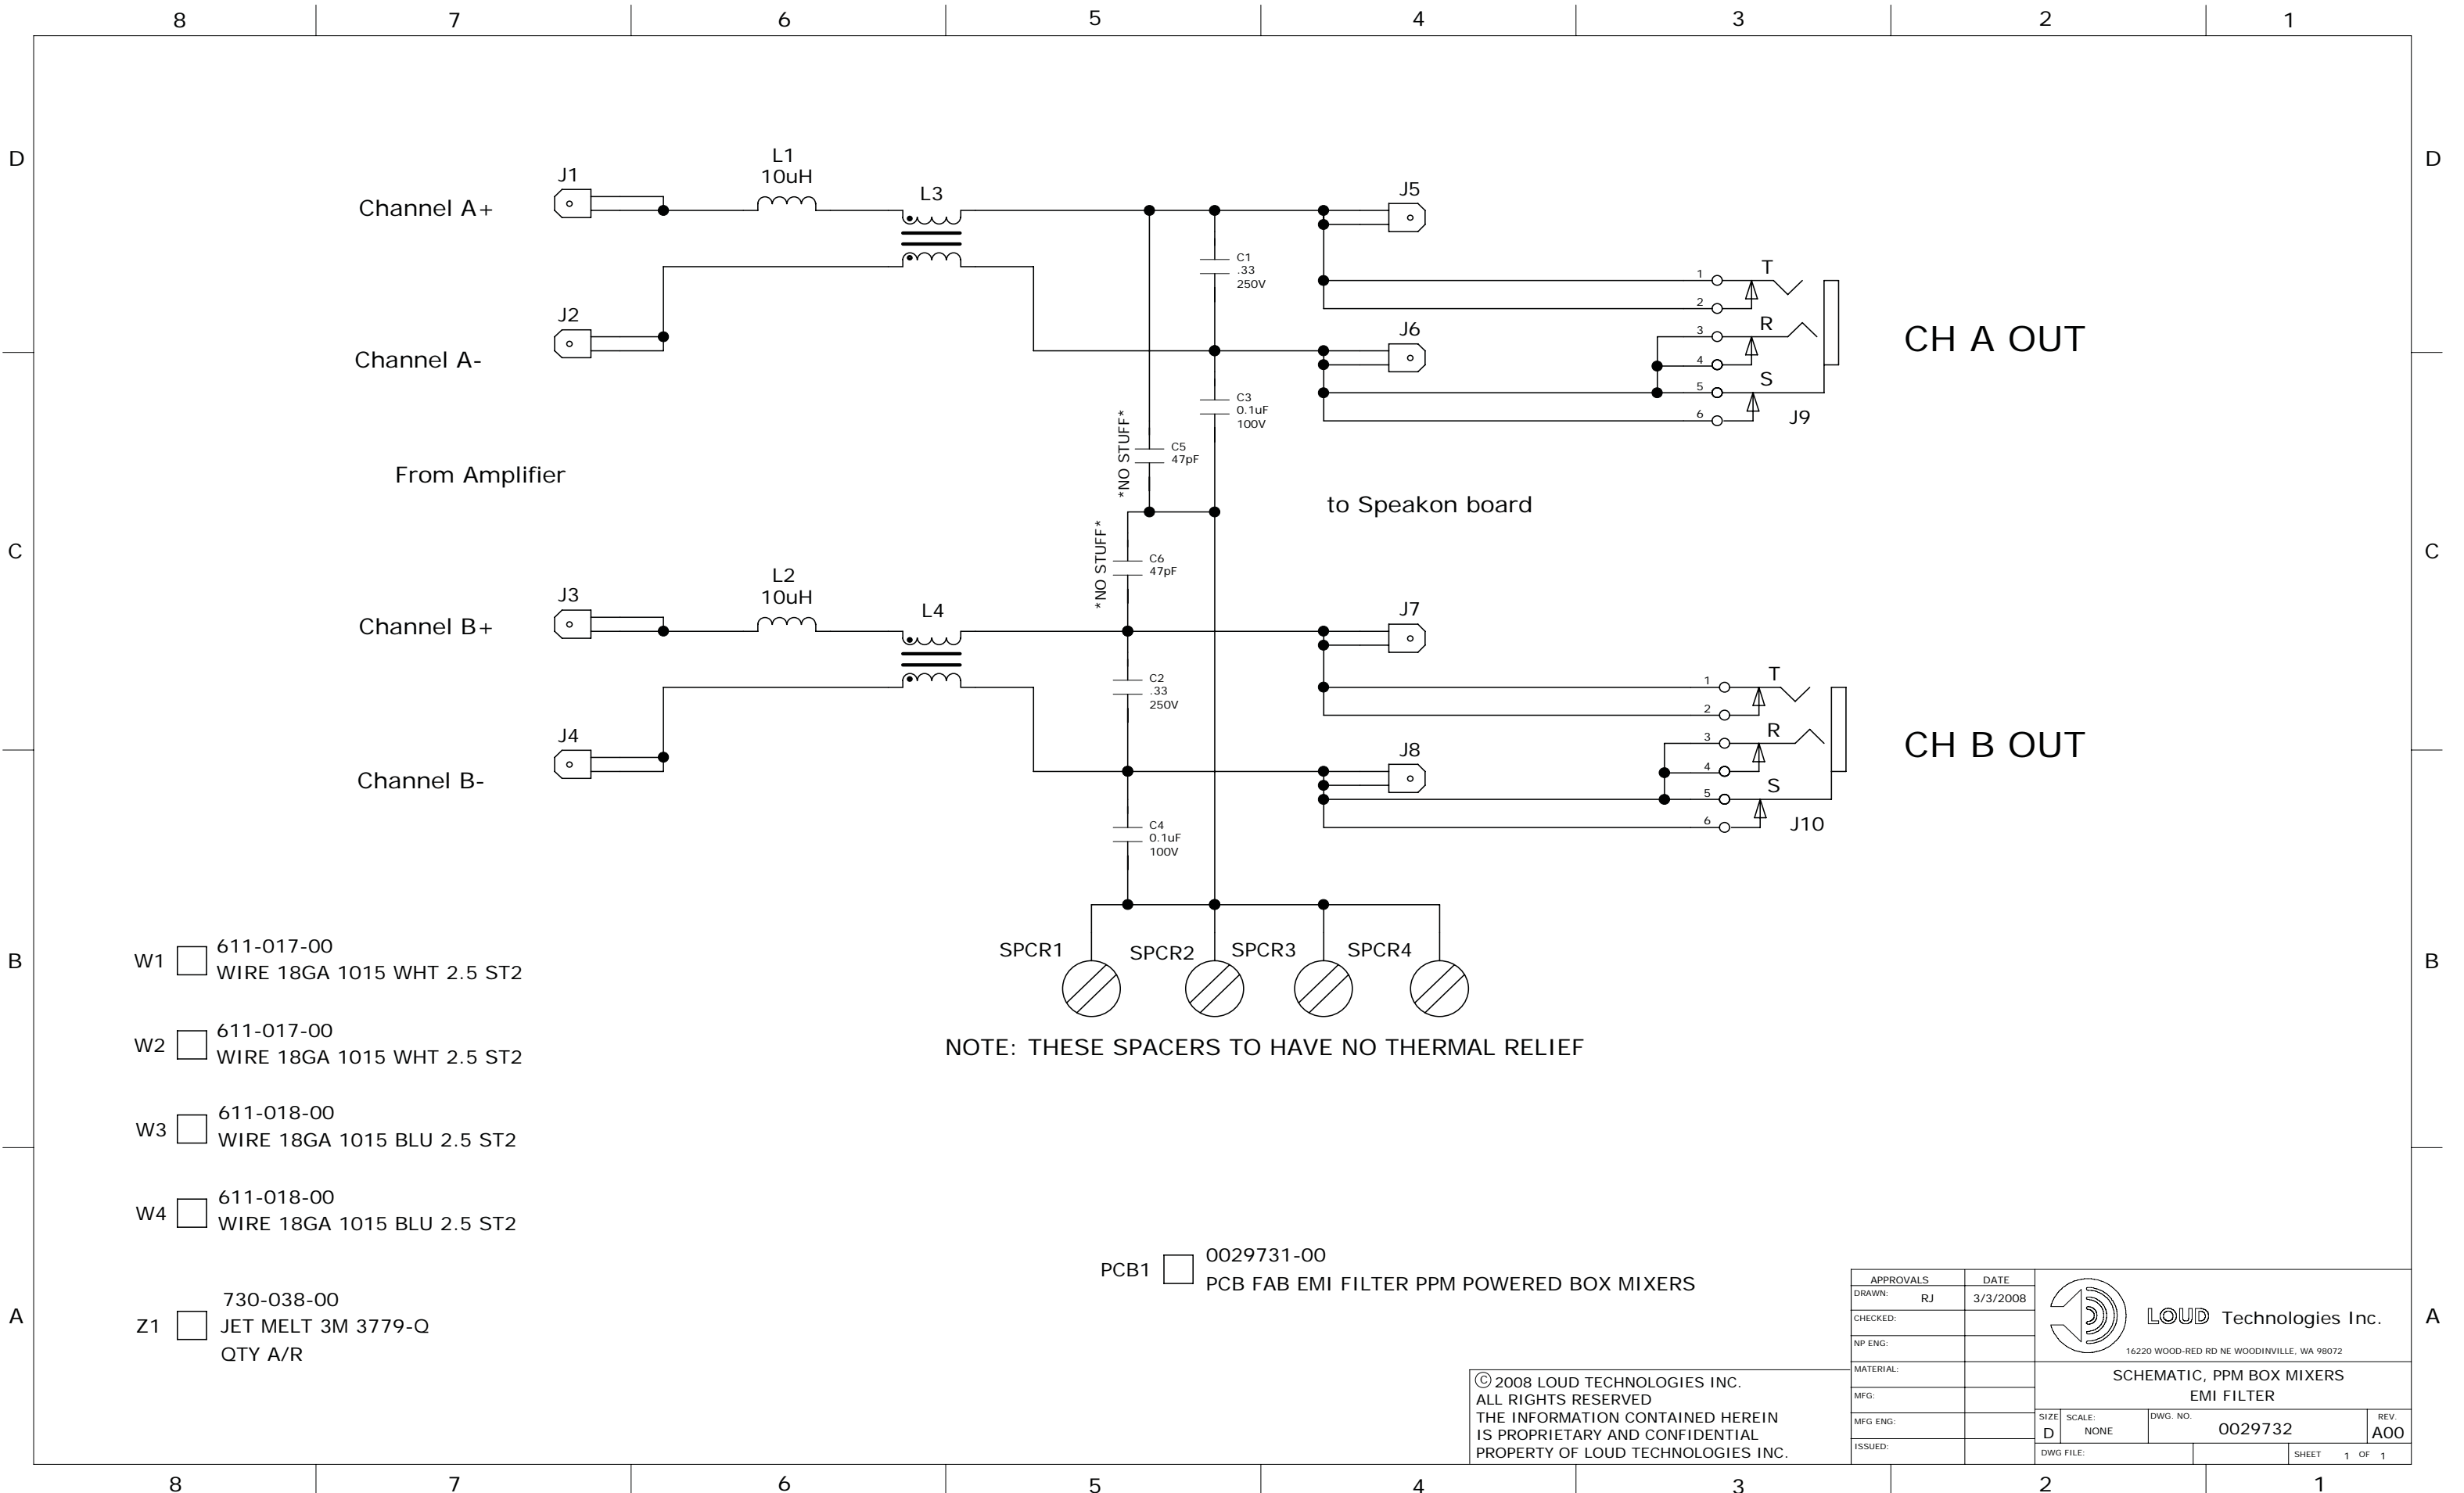 8 7 6 5 4 3 2 1
D
D
C
C
B
B
A
A
J1
Channel A+
L1
10uH
L3
J2
Channel A-
C1
.33
250V
J5
J6
C3
0.1uF
100V
*NO STUFF*
C5
47pF
1
2
3
4
5
6
T
R
S
J9
CH A OUT
From Amplifier
to Speakon board
*NO STUFF*
C6
47pF
J3
Channel B+
L2
10uH
L4
J4
Channel B-
C2
.33
250V
J7
J8
C4
0.1uF
100V
1
2
3
4
5
6
T
R
S
J10
CH B OUT
SPCR1 SPCR2 SPCR3 SPCR4
NOTE: THESE SPACERS TO HAVE NO THERMAL RELIEF
W1 611-017-00
WIRE 18GA 1015 WHT 2.5 ST2
W2 611-017-00
WIRE 18GA 1015 WHT 2.5 ST2
W3 611-018-00
WIRE 18GA 1015 BLU 2.5 ST2
W4 611-018-00
WIRE 18GA 1015 BLU 2.5 ST2
Z1 730-038-00
JET MELT 3M 3779-Q
QTY A/R
PCB1 0029731-00
PCB FAB EMI FILTER PPM POWERED BOX MIXERS
© 2008 LOUD TECHNOLOGIES INC.
ALL RIGHTS RESERVED
THE INFORMATION CONTAINED HEREIN
IS PROPRIETARY AND CONFIDENTIAL
PROPERTY OF LOUD TECHNOLOGIES INC.
APPROVALS DATE
DRAWN: RJ 3/3/2008
CHECKED:
NP ENG:
MATERIAL:
MFG:
MFG ENG:
ISSUED:
LOUD Technologies Inc.
16220 WOOD-RED RD NE WOODINVILLE, WA 98072
SCHEMATIC, PPM BOX MIXERS
EMI FILTER
SIZE D
SCALE: NONE
DWG. NO. 0029732
REV. A00
DWG FILE:
SHEET 1 OF 1
8 7 6 5 4 3 2 1